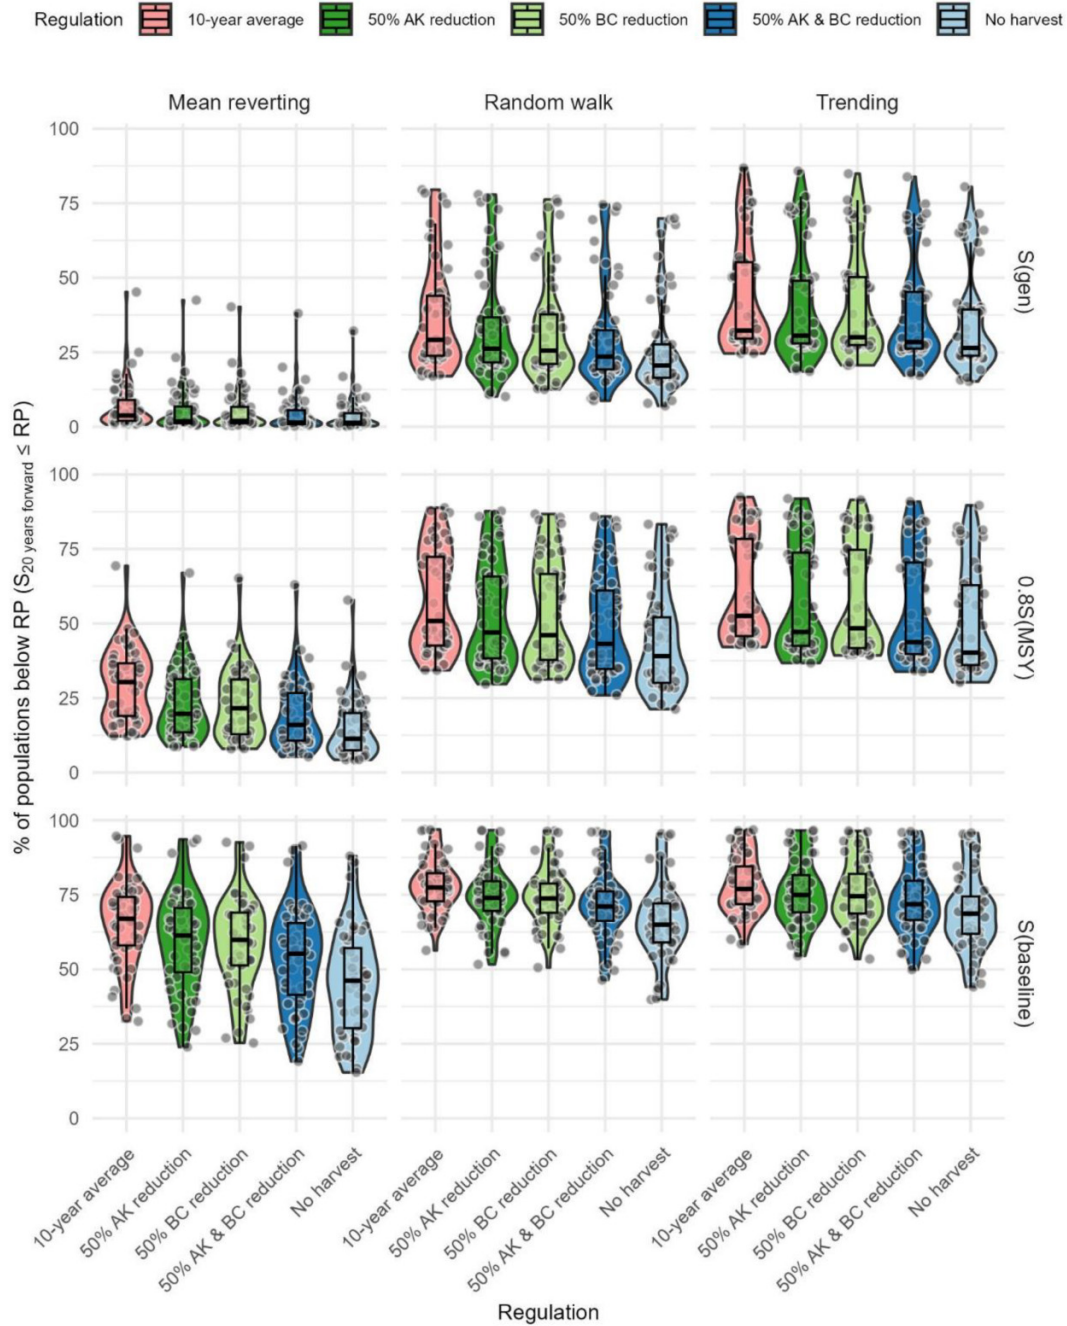 Regulation 10-year average 50% AK reduction 50% BC reduction 50% AK & BC reduction No harvest
Mean reverting Random walk Trending
100
75
50
25
0
S(gen)
100
75
50
25
0
0.8S(MSY)
100
75
50
25
0
S(baseline)
% of populations below RP (S20 years forward ≤ RP)
10-year average 50% AK reduction 50% BC reduction 50% AK & BC reduction No harvest
10-year average 50% AK reduction 50% BC reduction 50% AK & BC reduction No harvest
10-year average 50% AK reduction 50% BC reduction 50% AK & BC reduction No harvest
Regulation